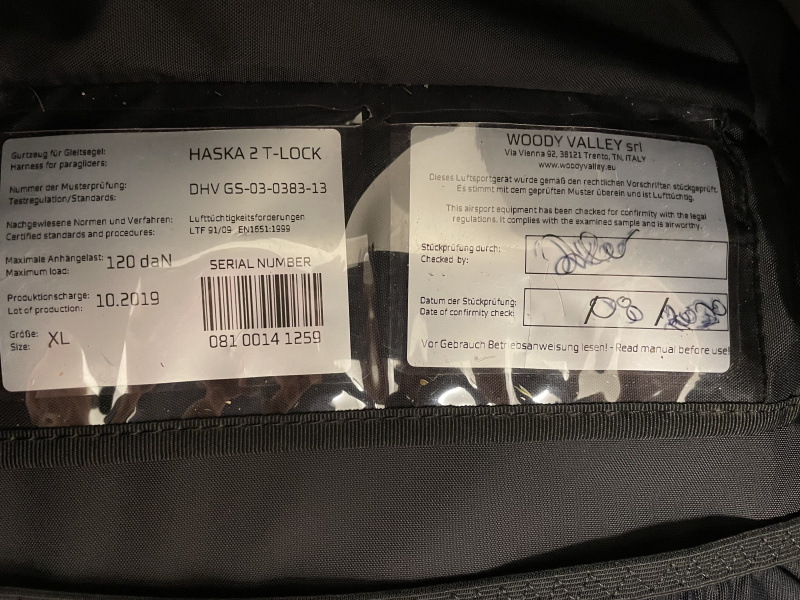 Gurtzeug für Gleitsegel:
Harness for paragliders:
HASKA 2 T-LOCK
Nummer der Musterprüfung:
Testregulation/Standards:
DHV GS-03-0383-13
Nachgewiesene Normen und Verfahren:
Certified standards and procedures:
Lufttüchtigkeitsforderungen
LTF 91/09 EN1651:1999
Maximale Anhängelast:
Maximum load:
120 daN
SERIAL NUMBER
Produktionscharge:
Lot of production:
10.2019
Größe:
Size:
XL
081 0014 1259
WOODY VALLEY srl
Via Vienna 92, 38121 Trento, TN, ITALY
www.woodyvalley.eu
Dieses Luftsportgerät wurde gemäß den rechtlichen Vorschriften stückgeprüft.
Es stimmt mit dem geprüften Muster überein und ist Lufttüchtig.
This airsport equipment has been checked for confirmity with the legal
regulations. It complies with the examined sample and is airworthy.
Stückprüfung durch:
Checked by:
Datum der Stückprüfung:
Date of confirmity check:
Vor Gebrauch Betriebsanweisung lesen! - Read manual before use!